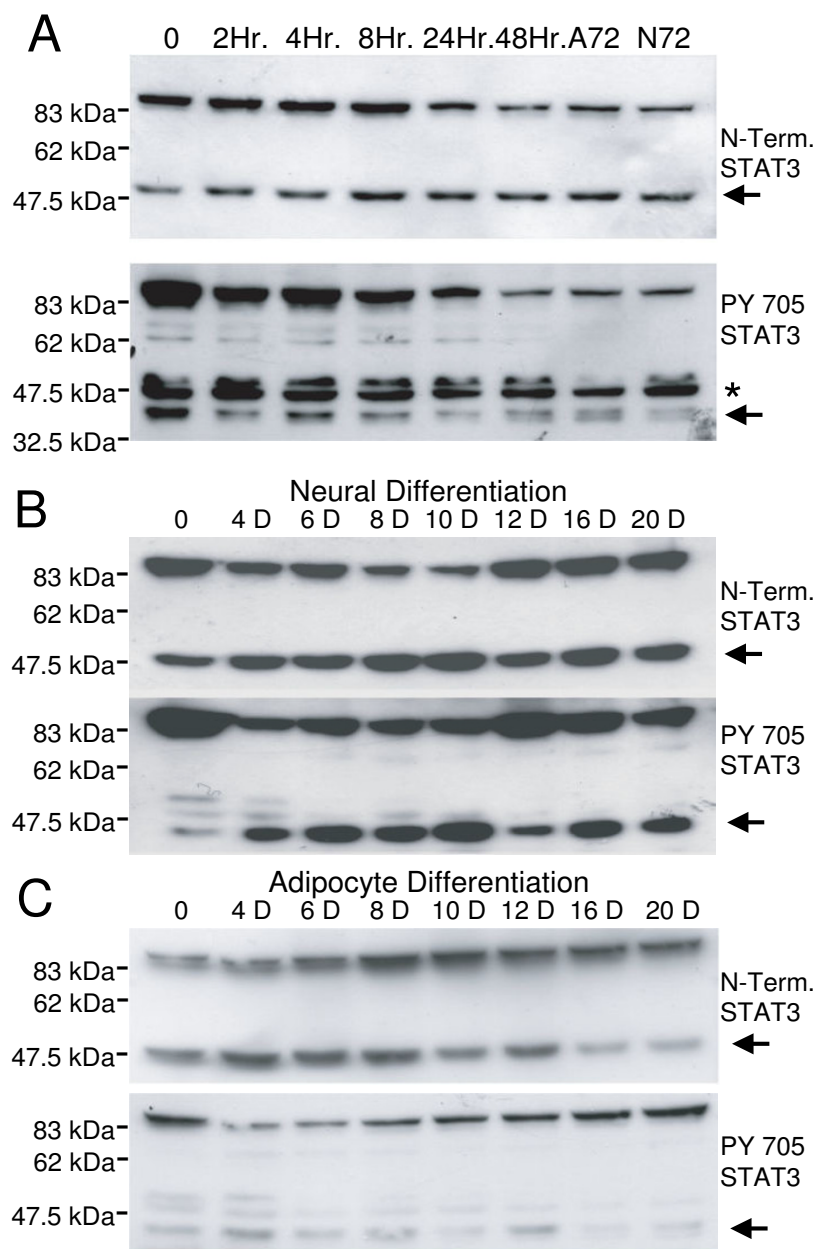 A
0 2Hr. 4Hr. 8Hr. 24Hr.48Hr.A72 N72
83 kDa
62 kDa
47.5 kDa
N-Term.
STAT3
83 kDa
62 kDa
47.5 kDa
32.5 kDa
PY 705
STAT3
*
B
Neural Differentiation
0 4 D 6 D 8 D 10 D 12 D 16 D 20 D
83 kDa
62 kDa
47.5 kDa
N-Term.
STAT3
83 kDa
62 kDa
47.5 kDa
PY 705
STAT3
C
Adipocyte Differentiation
0 4 D 6 D 8 D 10 D 12 D 16 D 20 D
83 kDa
62 kDa
47.5 kDa
N-Term.
STAT3
83 kDa
62 kDa
47.5 kDa
PY 705
STAT3